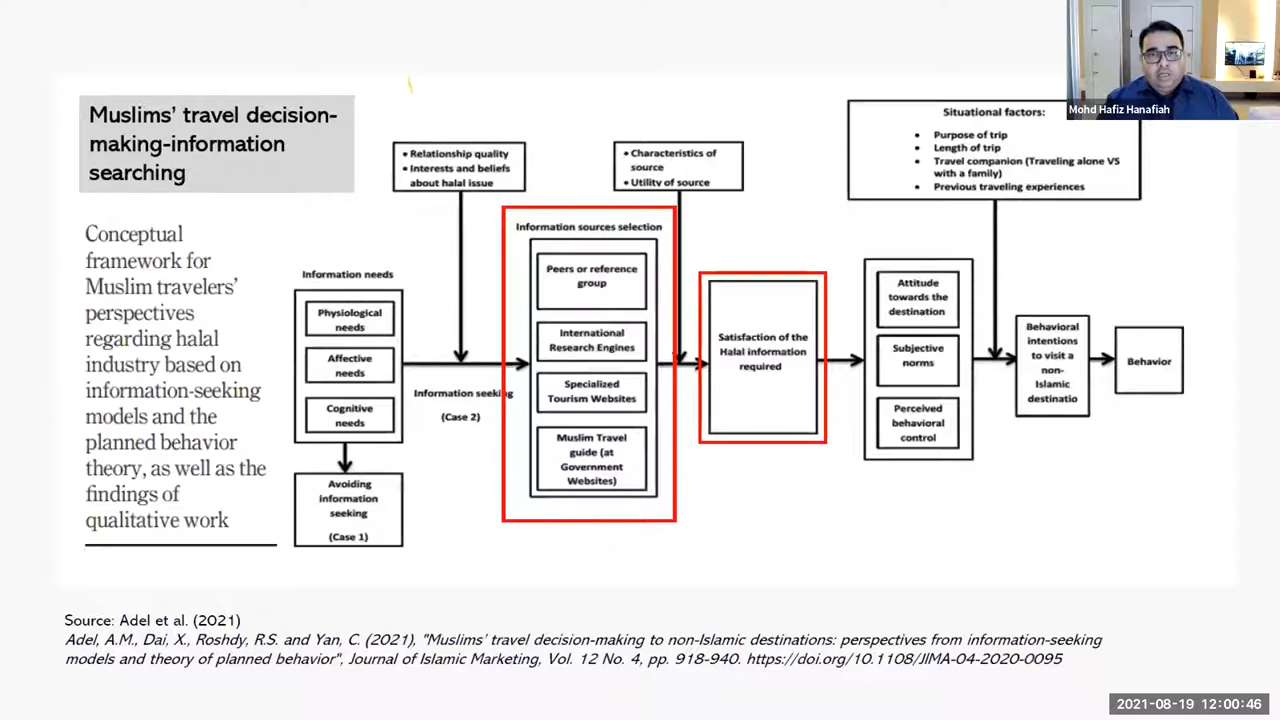 Muslims’ travel decision-
making-information
searching
Conceptual
framework for
Muslim travelers’
perspectives
regarding halal
industry based on
information-seeking
models and the
planned behavior
theory, as well as the
findings of
qualitative work
Information needs
Physiological
needs
Affective
needs
Cognitive
needs
Avoiding
information
seeking
(Case 1)
• Relationship quality
• Interests and beliefs
about halal issue
Information seeking
(Case 2)
Information sources selection
Peers or reference
group
International
Research Engines
Specialized
Tourism Websites
Muslim Travel
guide (at
Government
Websites)
• Characteristics of
source
• Utility of source
Satisfaction of the
Halal information
required
Attitude
towards the
destination
Subjective
norms
Perceived
behavioral
control
Situational factors:
• Purpose of trip
• Length of trip
• Travel companion (Traveling alone VS
with a family)
• Previous traveling experiences
Behavioral
intentions
to visit a
non-
Islamic
destinatio
Behavior
Mohd Hafiz Hanafiah
Source: Adel et al. (2021)
Adel, A.M., Dai, X., Roshdy, R.S. and Yan, C. (2021), "Muslims’ travel decision-making to non-Islamic destinations: perspectives from information-seeking
models and theory of planned behavior", Journal of Islamic Marketing, Vol. 12 No. 4, pp. 918-940. https://doi.org/10.1108/JIMA-04-2020-0095
2021-08-19 12:00:46